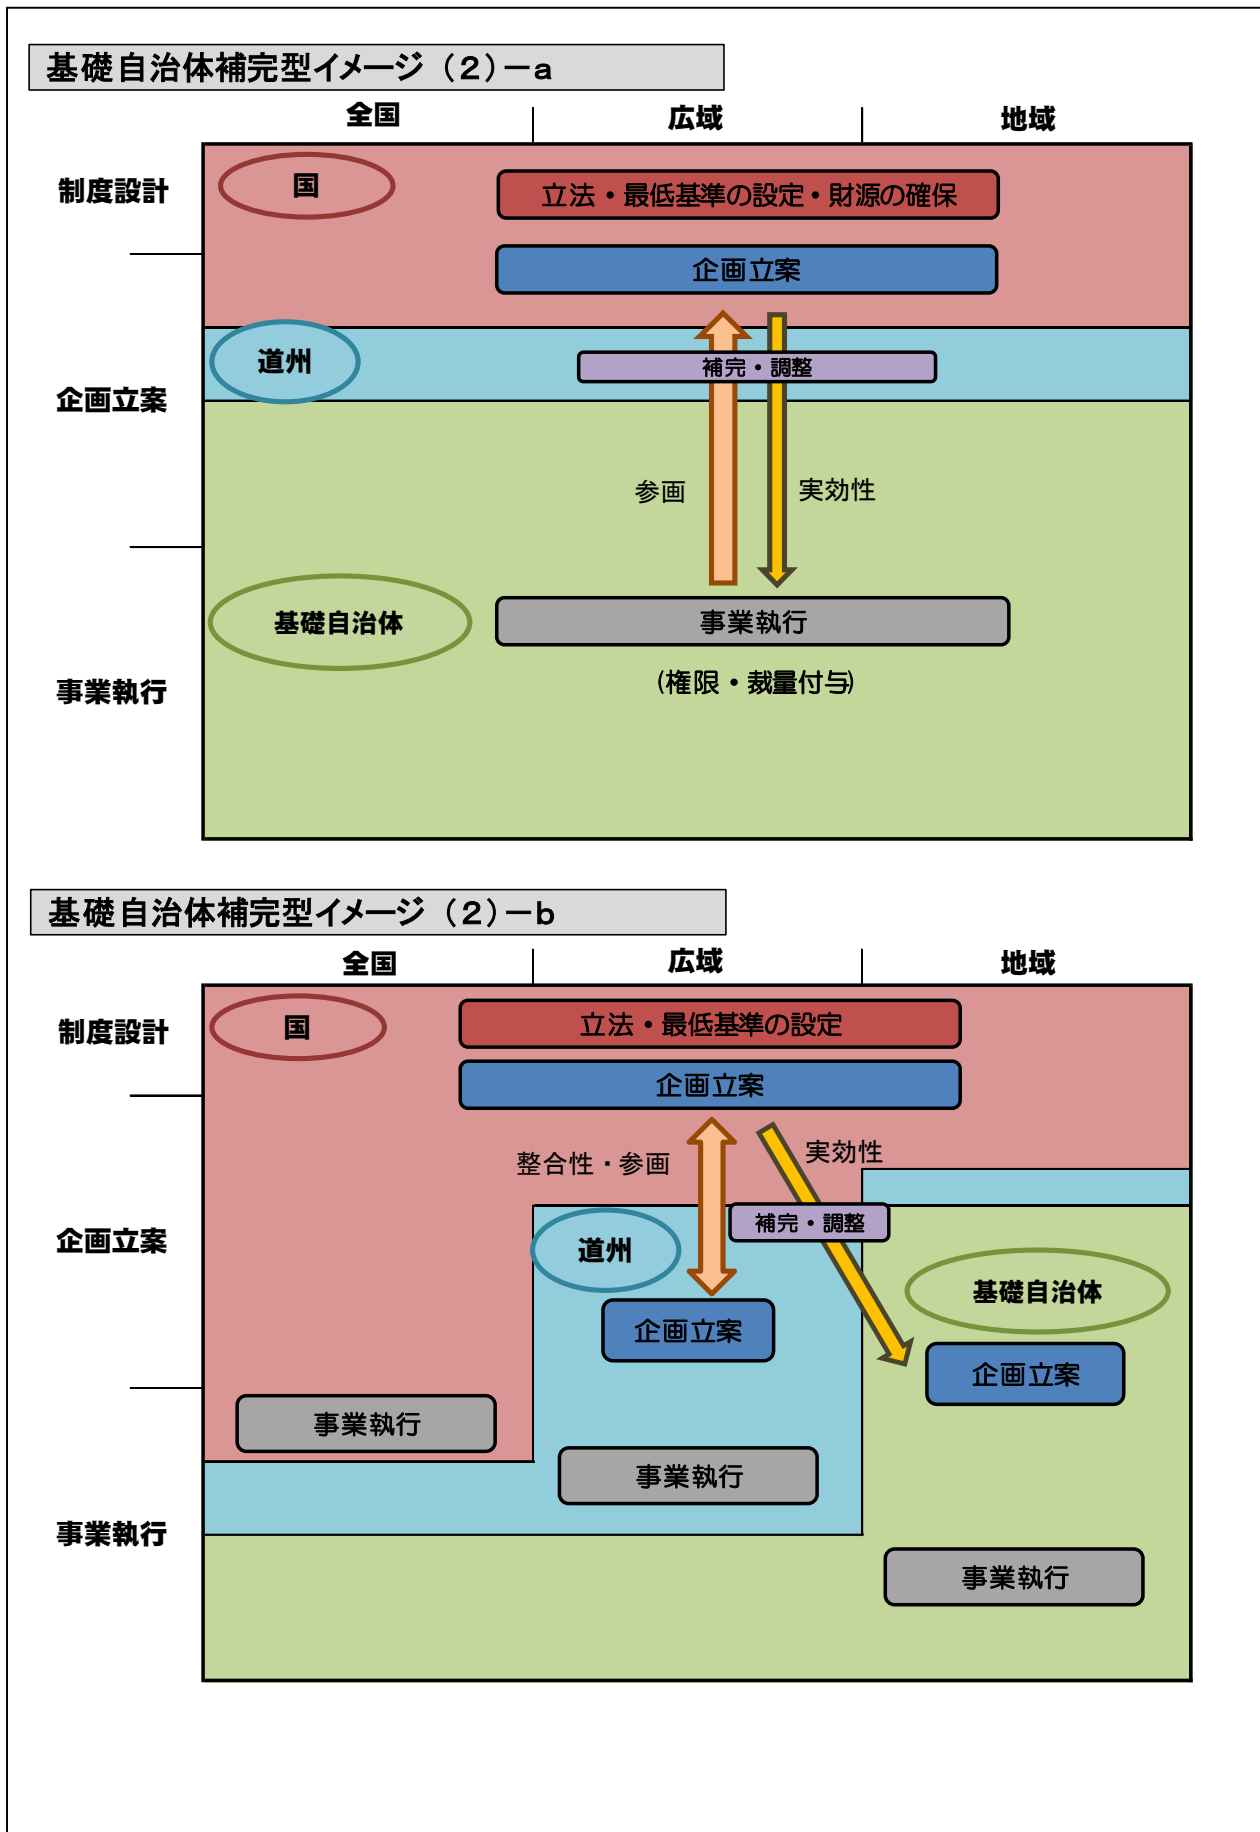 基礎自治体補完型イメージ（２）－ａ
全国 広域 地域
制度設計
国
立法・最低基準の設定・財源の確保
企画立案
道州
補完・調整
企画立案
参画 実効性
基礎自治体
事業執行
(権限・裁量付与)
事業執行
基礎自治体補完型イメージ（２）－ｂ
全国 広域 地域
制度設計
国
立法・最低基準の設定
企画立案
整合性・参画 実効性
補完・調整
企画立案
道州
基礎自治体
企画立案
企画立案
事業執行
事業執行
事業執行
事業執行